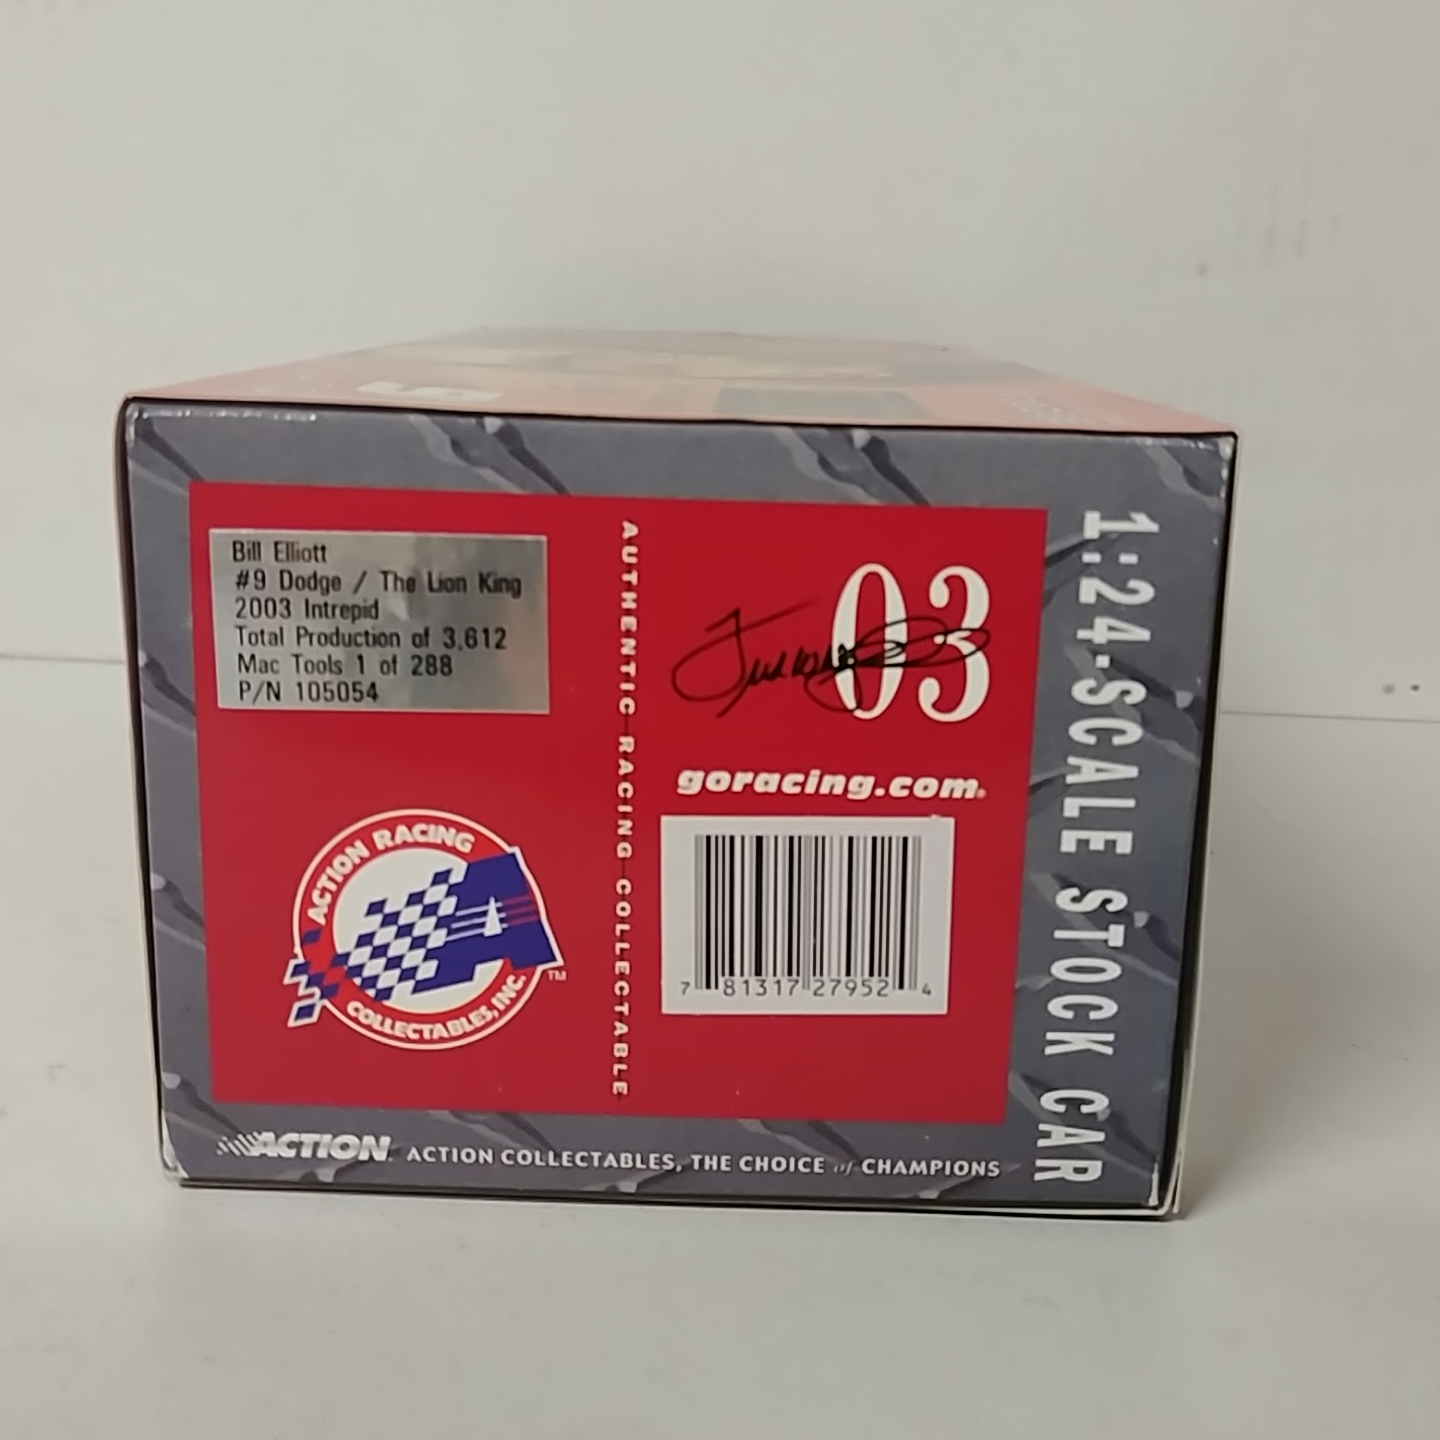 Bill Elliott
#9 Dodge / The Lion King
2003 Intrepid
Total Production of 3,612
Mac Tools 1 of 288
P/N 105054
ACTION RACING
COLLECTABLES, INC.
TM
AUTHENTIC RACING COLLECTABLE
03
goracing.com.
7 81317 27952 4
1:24-SCALE STOCK CAR
ACTION. ACTION COLLECTABLES, THE CHOICE of CHAMPIONS